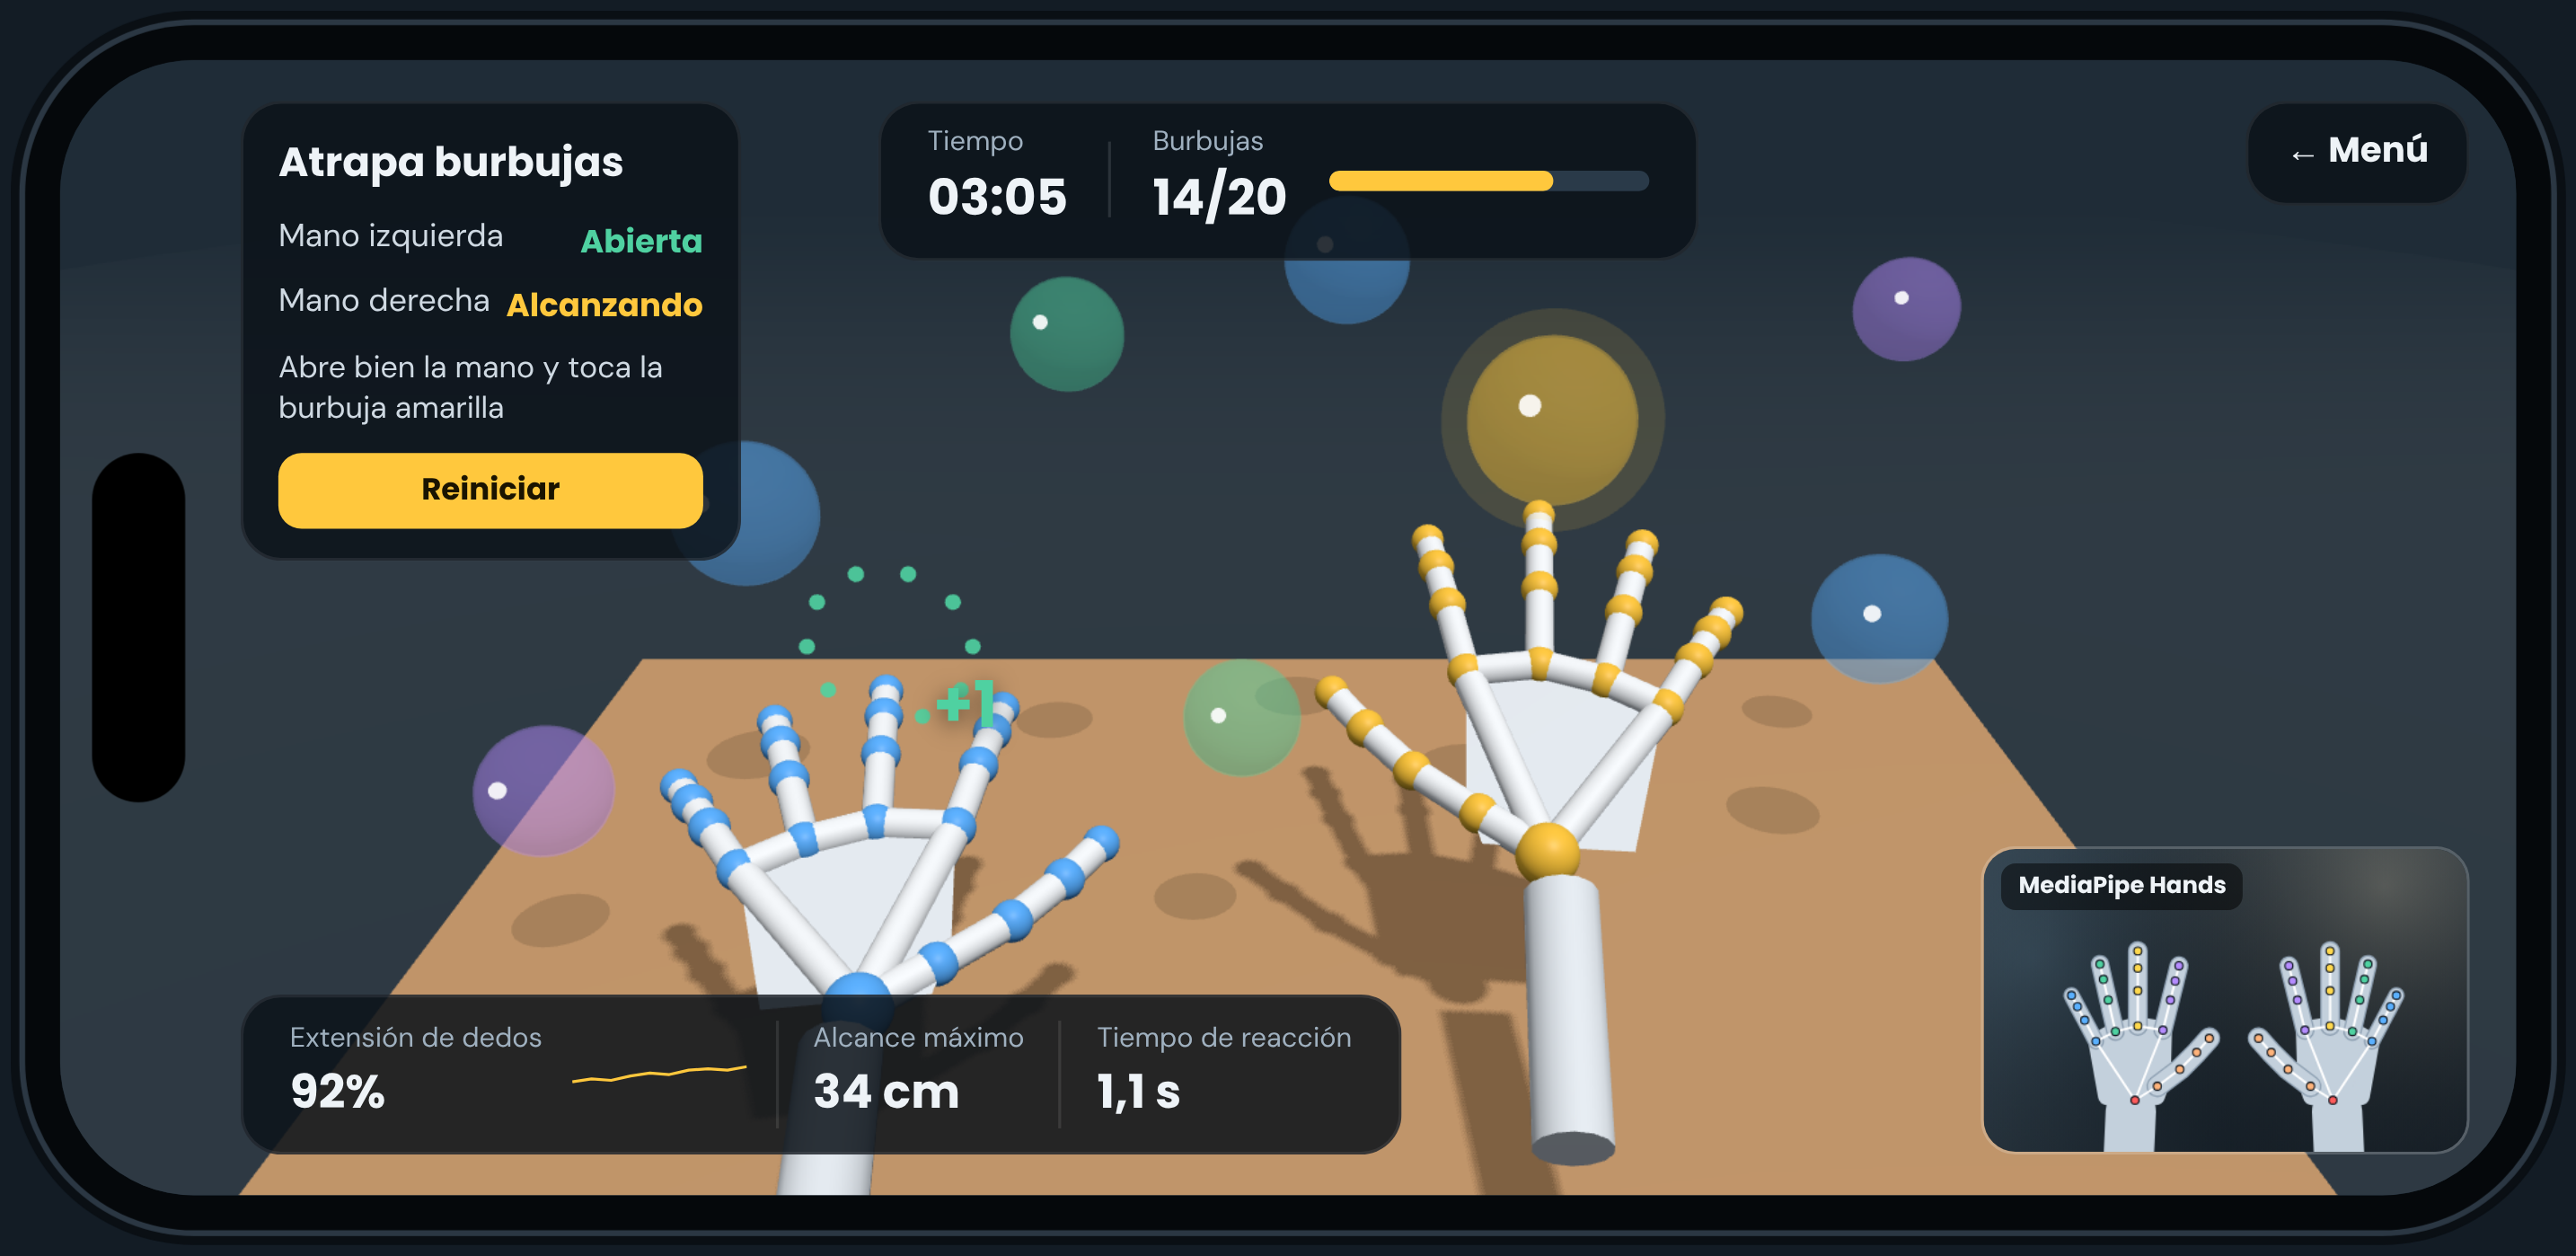 Atrapa burbujas
Mano izquierda Abierta
Mano derecha Alcanzando
Abre bien la mano y toca la
burbuja amarilla
Reiniciar
Tiempo
03:05
Burbujas
14/20
← Menú
+1
Extensión de dedos
92%
Alcance máximo
34 cm
Tiempo de reacción
1,1 s
MediaPipe Hands